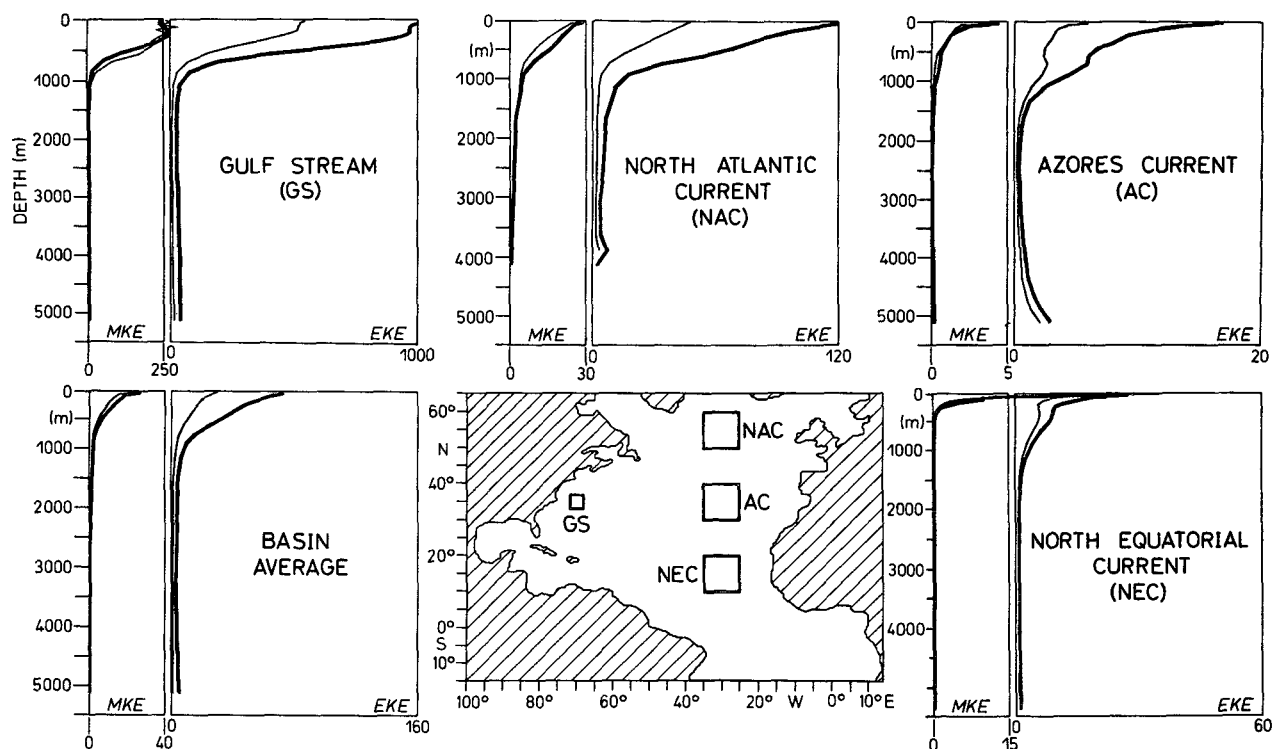 0
(m)
1000
2000
3000
4000
5000
DEPTH (m)
GULF STREAM
(GS)
MKE
EKE
0
250
0
1000
0
(m)
1000
2000
3000
4000
5000
NORTH ATLANTIC
CURRENT
(NAC)
MKE
EKE
0
30
0
120
0
(m)
1000
2000
3000
4000
5000
AZORES CURRENT
(AC)
MKE
EKE
0
5
0
20
0
(m)
1000
2000
3000
4000
5000
BASIN
AVERAGE
MKE
EKE
0
40
0
160
60°
N
40°
20°
0°
S
10°
NAC
AC
GS
NEC
100° 80° 60° 40° 20° W 0° 10°E
0
(m)
1000
2000
3000
4000
NORTH EQUATORIAL
CURRENT
(NEC)
MKE
EKE
0
15
0
60